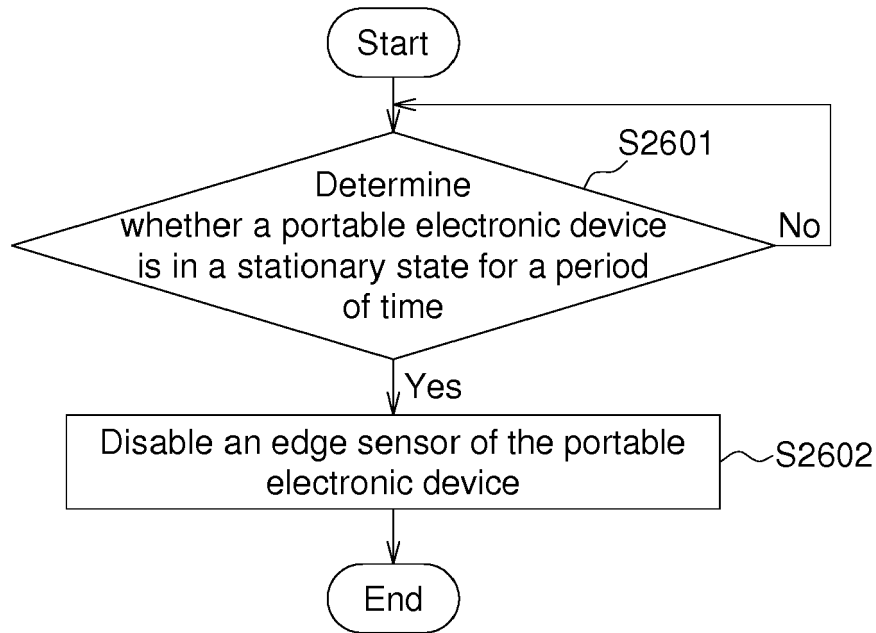 Start
S2601
Determine
whether a portable electronic device
is in a stationary state for a period
of time
No
Yes
Disable an edge sensor of the portable
electronic device
S2602
End